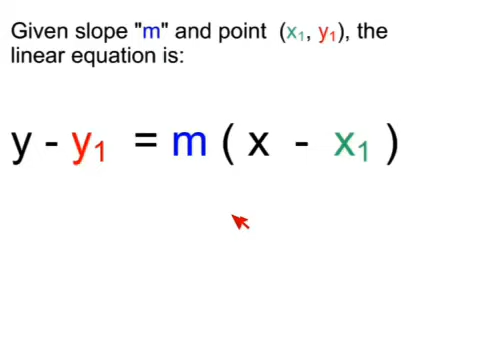 Given slope "m" and point (x₁, y₁), the
linear equation is:
y - y₁ = m ( x - x₁ )